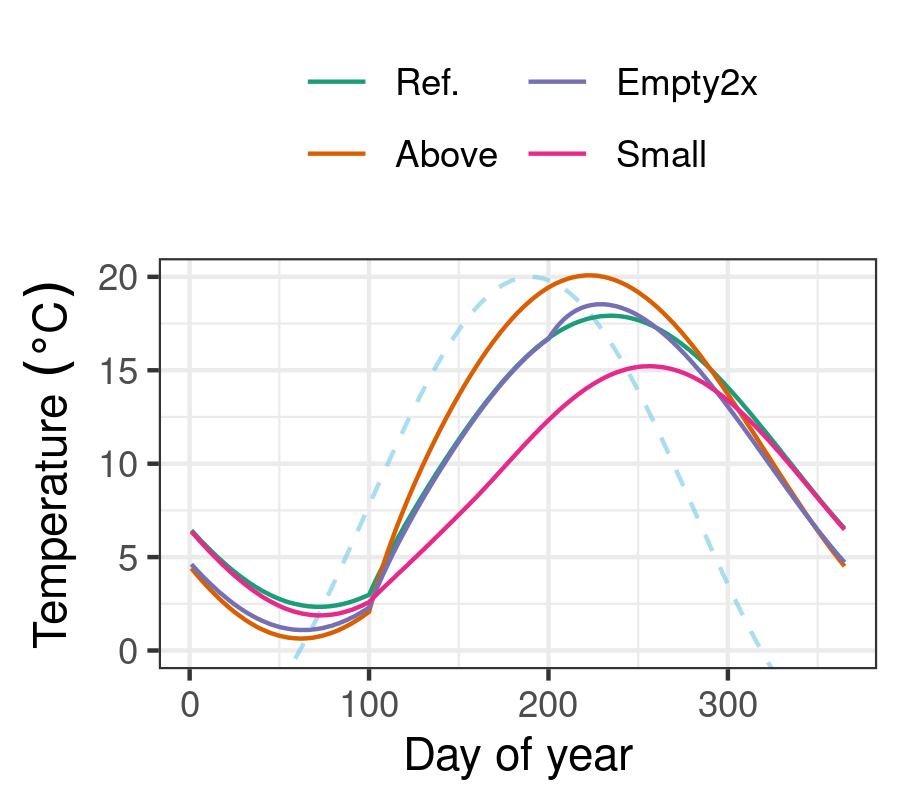 Ref.
Empty2x
Above
Small
Temperature (°C)
20
15
10
5
0
0 100 200 300
Day of year